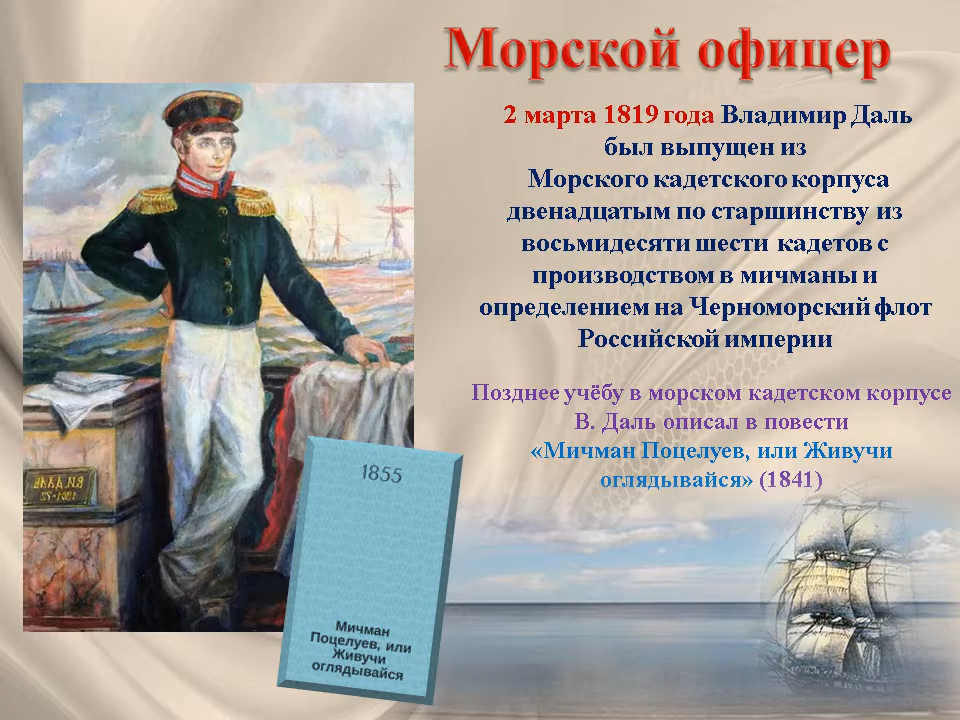 Морской офицер
2 марта 1819 года Владимир Даль
был выпущен из
Морского кадетского корпуса
двенадцатым по старшинству из
восьмидесяти шести кадетов с
производством в мичманы и
определением на Черноморский флот
Российской империи
Позднее учёбу в морском кадетском корпусе
В. Даль описал в повести
«Мичман Поцелуев, или Живучи
оглядывайся» (1841)
1855
Мичман
Поцелуев, или
Живучи
оглядывайся